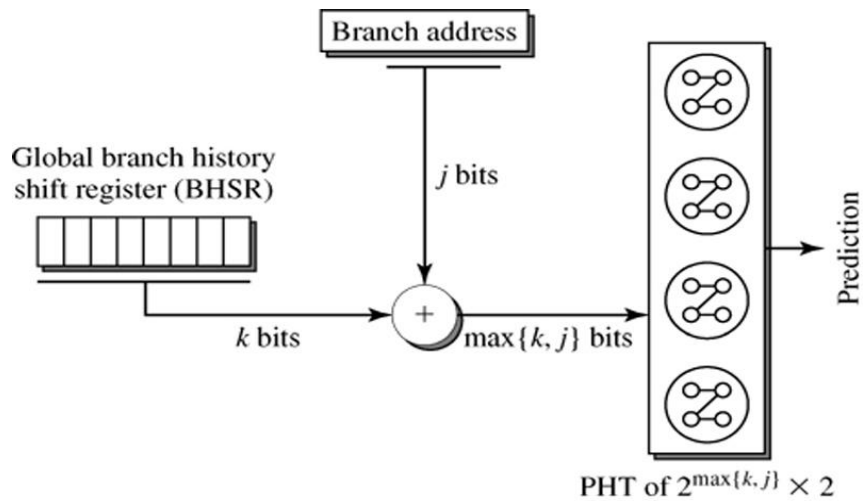 Branch address
Global branch history
shift register (BHSR)
j bits
+
k bits
max{k, j} bits
Prediction
PHT of 2^max{k, j} × 2